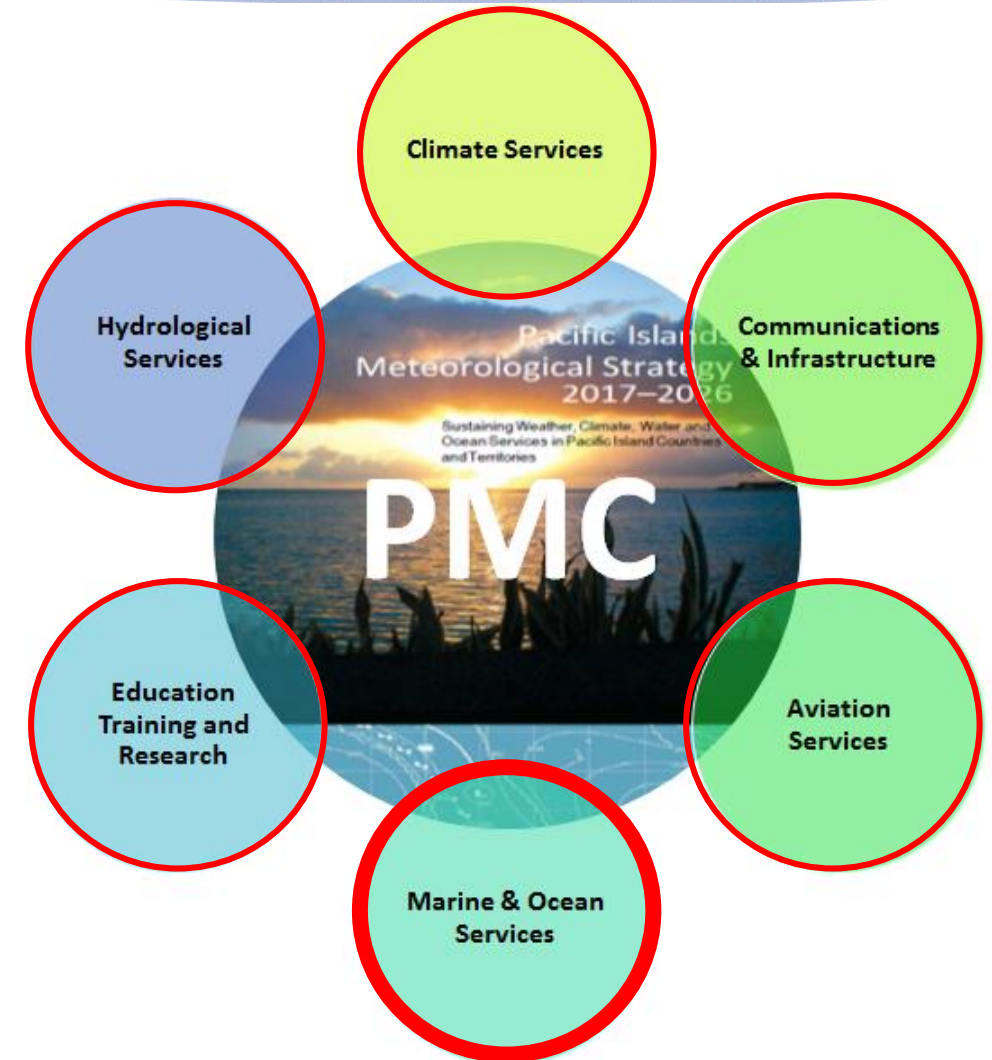 Climate Services
Hydrological
Services
Pacific Islands
Meteorological Strategy
2017–2026
Sustaining Weather, Climate, Water and
Ocean Services in Pacific Island Countries
and Territories
Communications
& Infrastructure
PMC
Education
Training and
Research
Aviation
Services
Marine & Ocean
Services